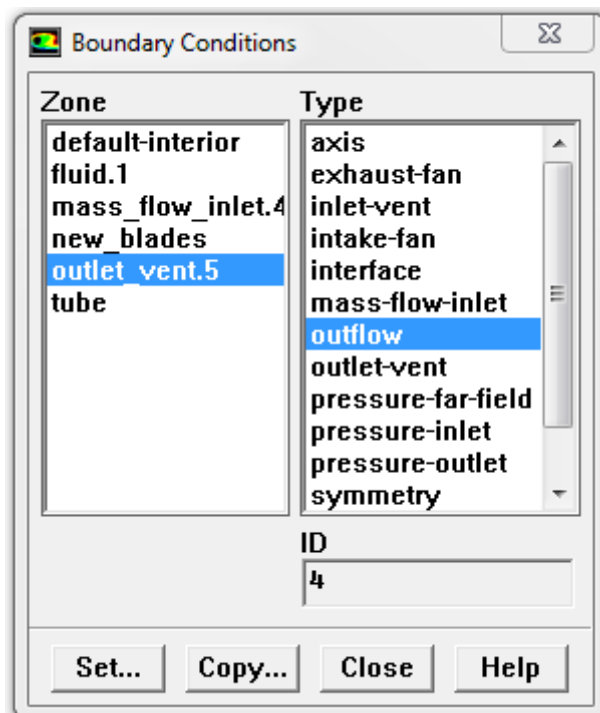 Boundary Conditions
Zone
default-interior
fluid.1
mass_flow_inlet.4
new_blades
outlet_vent.5
tube
Type
axis
exhaust-fan
inlet-vent
intake-fan
interface
mass-flow-inlet
outflow
outlet-vent
pressure-far-field
pressure-inlet
pressure-outlet
symmetry
ID
4
Set... Copy... Close Help